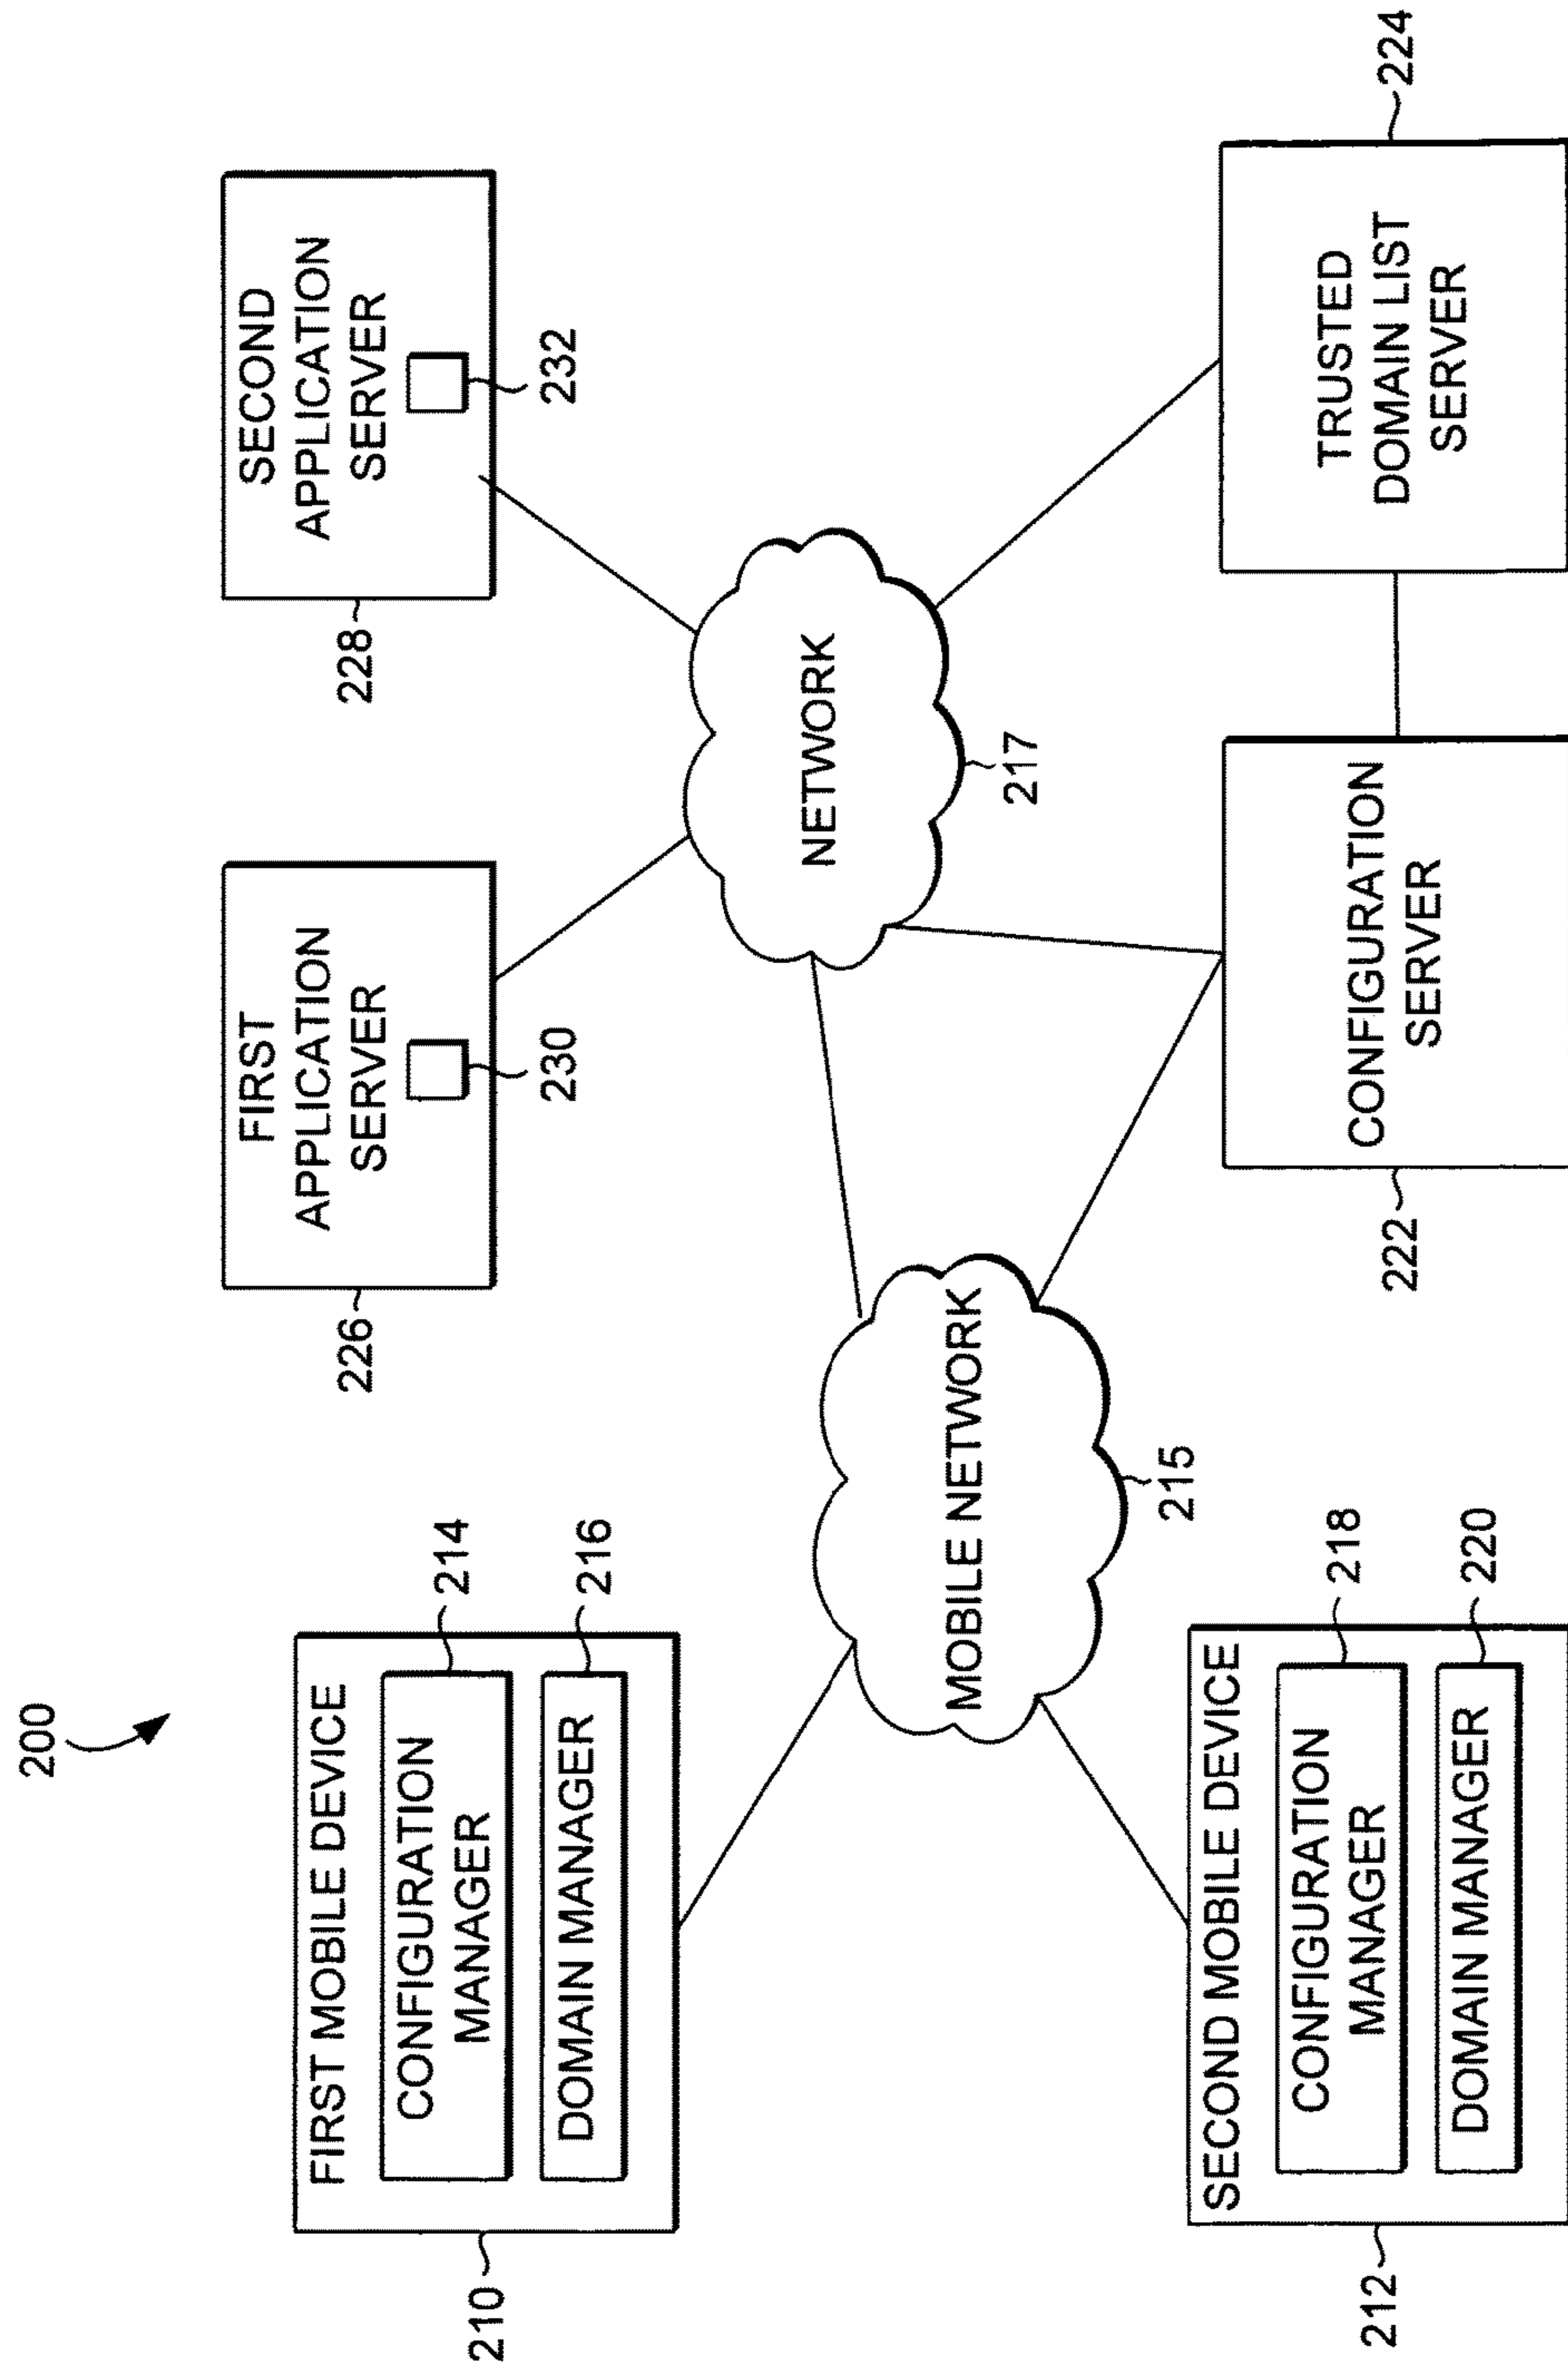 200
FIRST MOBILE DEVICE
CONFIGURATION
MANAGER
214
DOMAIN MANAGER
216
210
FIRST
APPLICATION
SERVER
226
230
SECOND
APPLICATION
SERVER
228
232
NETWORK
217
MOBILE NETWORK
215
SECOND MOBILE DEVICE
CONFIGURATION
MANAGER
218
DOMAIN MANAGER
220
212
CONFIGURATION
SERVER
222
TRUSTED
DOMAIN LIST
SERVER
224